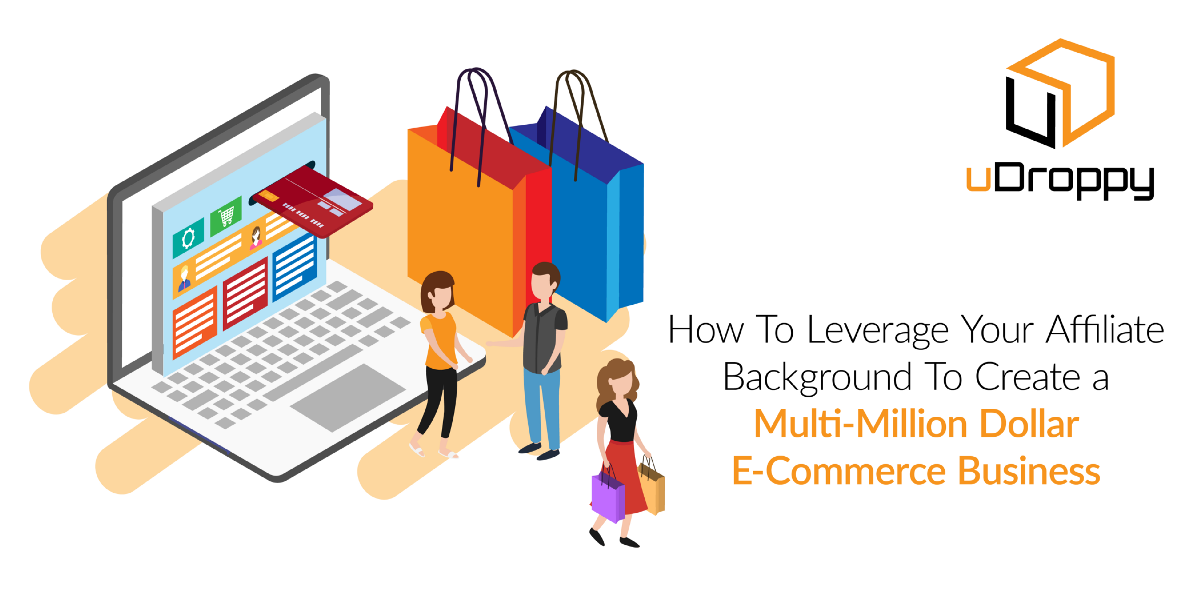 uDroppy
How To Leverage Your Affiliate
Background To Create a
Multi-Million Dollar
E-Commerce Business